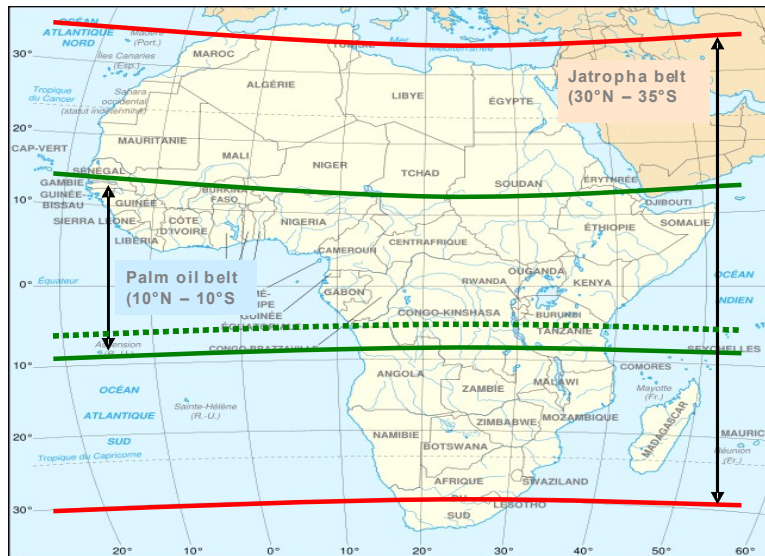 OCÉAN
ATLANTIQUE
NORD
Madère
(Port.)
Îles Canaries
(Esp.)
Mer
Méditerranée
30°
MAROC
TUNISIE
Jatropha belt
(30°N – 35°S
ALGÉRIE
LIBYE
ÉGYPTE
Tropique
du Cancer
Sahara
occidental
(statut indéterminé)
20°
MAURITANIE
CAP-VERT
MALI
NIGER
TCHAD
SOUDAN
ÉRYTHRÉE
SÉNÉGAL
GAMBIE
GUINÉE-
BISSAU
BURKINA
FASO
10°
GUINÉE
DJIBOUTI
SIERRA LEONE
CÔTE
D'IVOIRE
NIGERIA
SOMALIE
ÉTHIOPIE
LIBÉRIA
CENTRAFRIQUE
CAMEROUN
Palm oil belt
(10°N – 10°S
OUGANDA
Équateur
0°
RWANDA
KENYA
OCÉAN
GABON
GUINÉE
ÉQUATORIALE
CONGO-KINSHASA
BURUNDI
TANZANIE
CONGO-BRAZZAVILLE
SEYCHELLES
10°
Ascension
ANGOLA
COMORES
MALAWI
Mayotte
(Fr.)
OCÉAN
ATLANTIQUE
SUD
ZAMBIE
Sainte-Hélène
(R.-U.)
MOZAMBIQUE
ZIMBABWE
MADAGASCAR
20°
NAMIBIE
BOTSWANA
MAURIC
Réunion
(Fr.)
Tropique du Capricorne
AFRIQUE
DU
SUD
SWAZILAND
LESOTHO
30°
20°
10°
0°
10°
20°
30°
40°
50°
60°